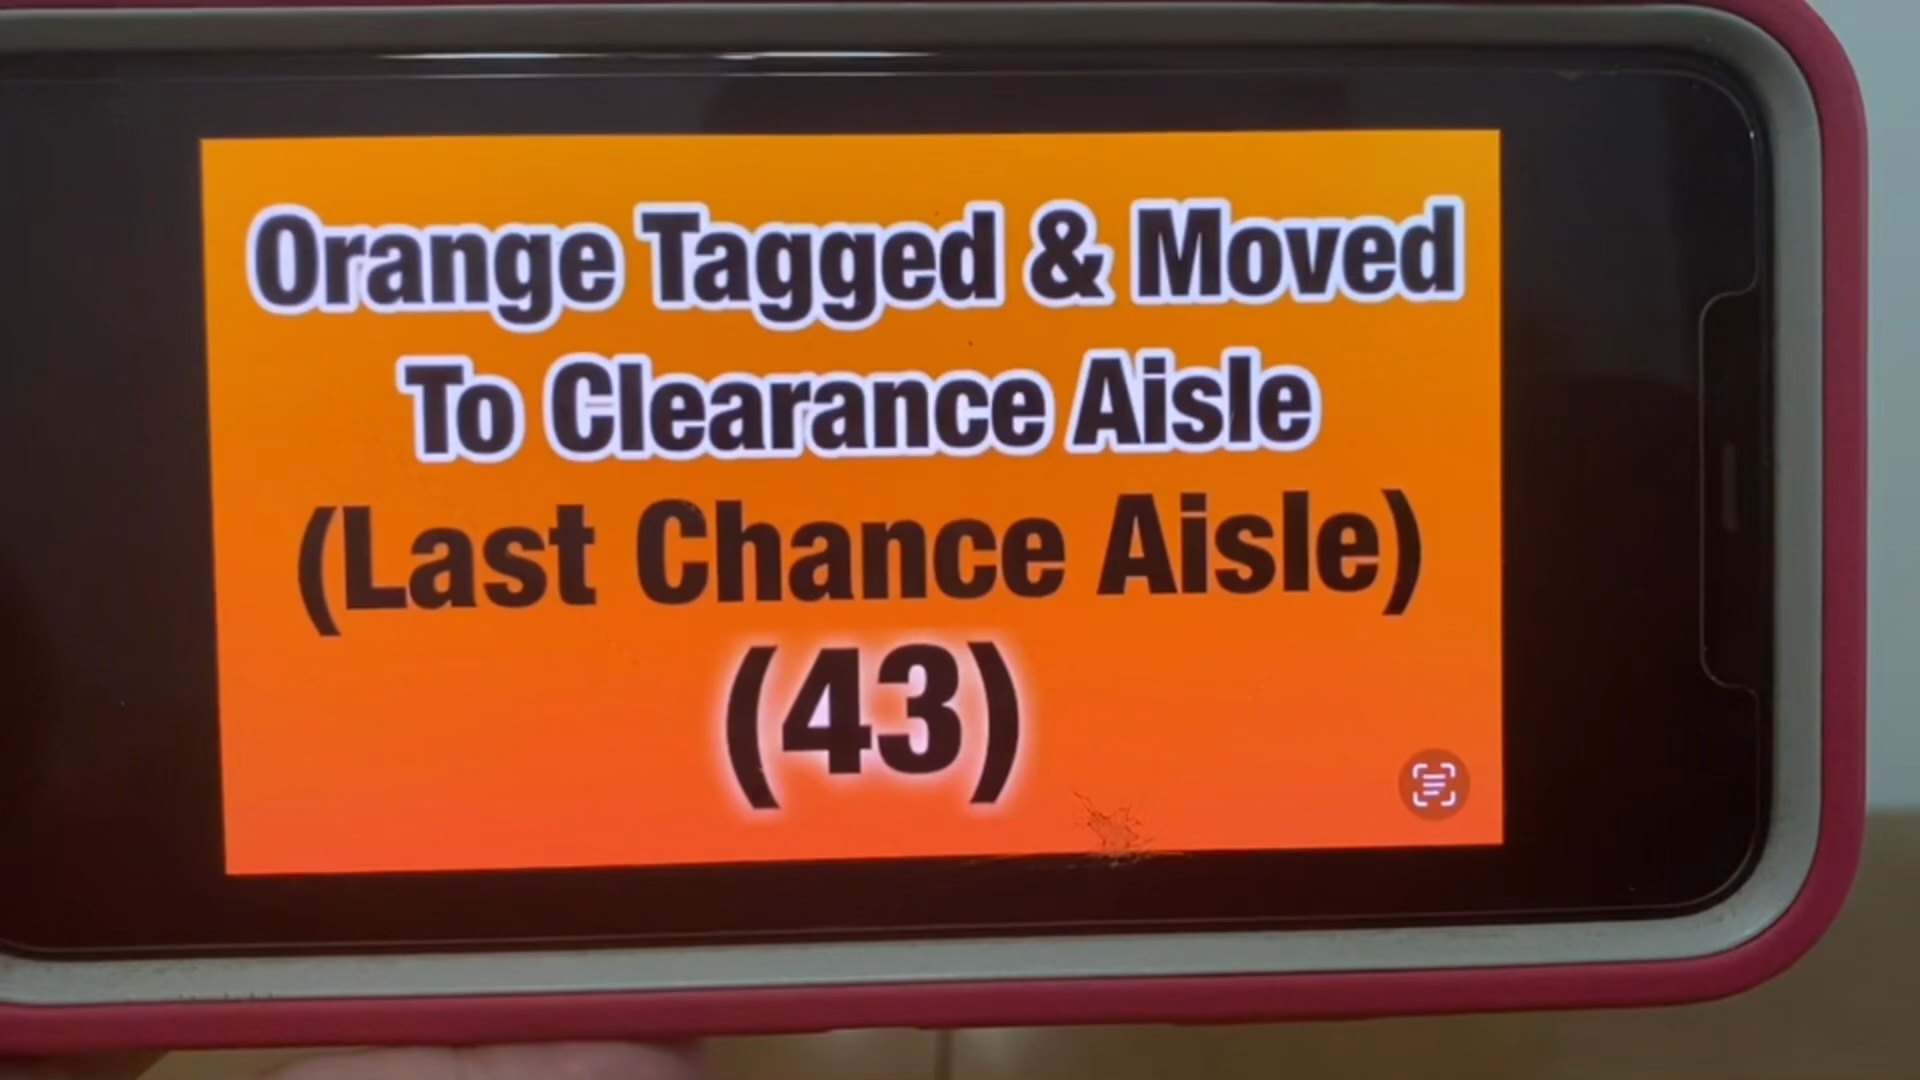 Orange Tagged & Moved
To Clearance Aisle
(Last Chance Aisle)
(43)